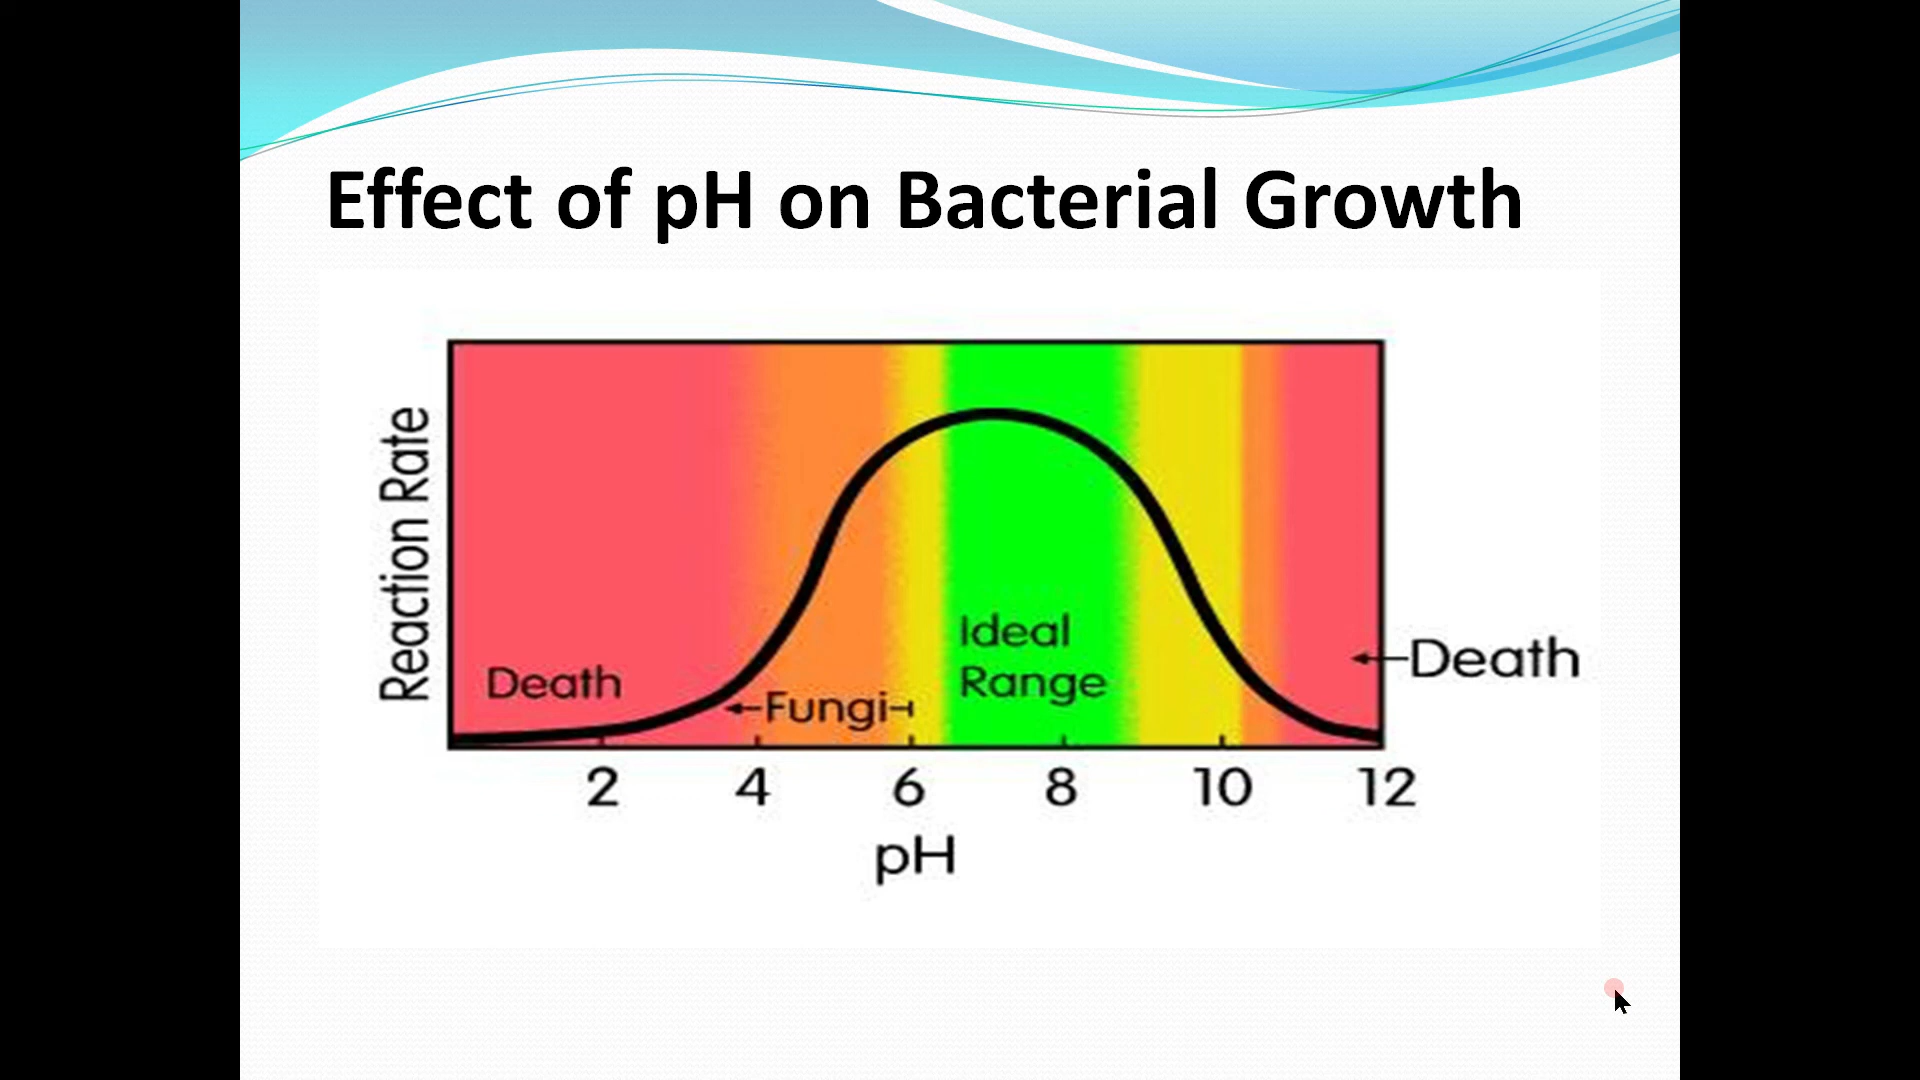 Effect of pH on Bacterial Growth
Reaction Rate
Death
Fungi
Ideal
Range
Death
2 4 6 8 10 12
pH